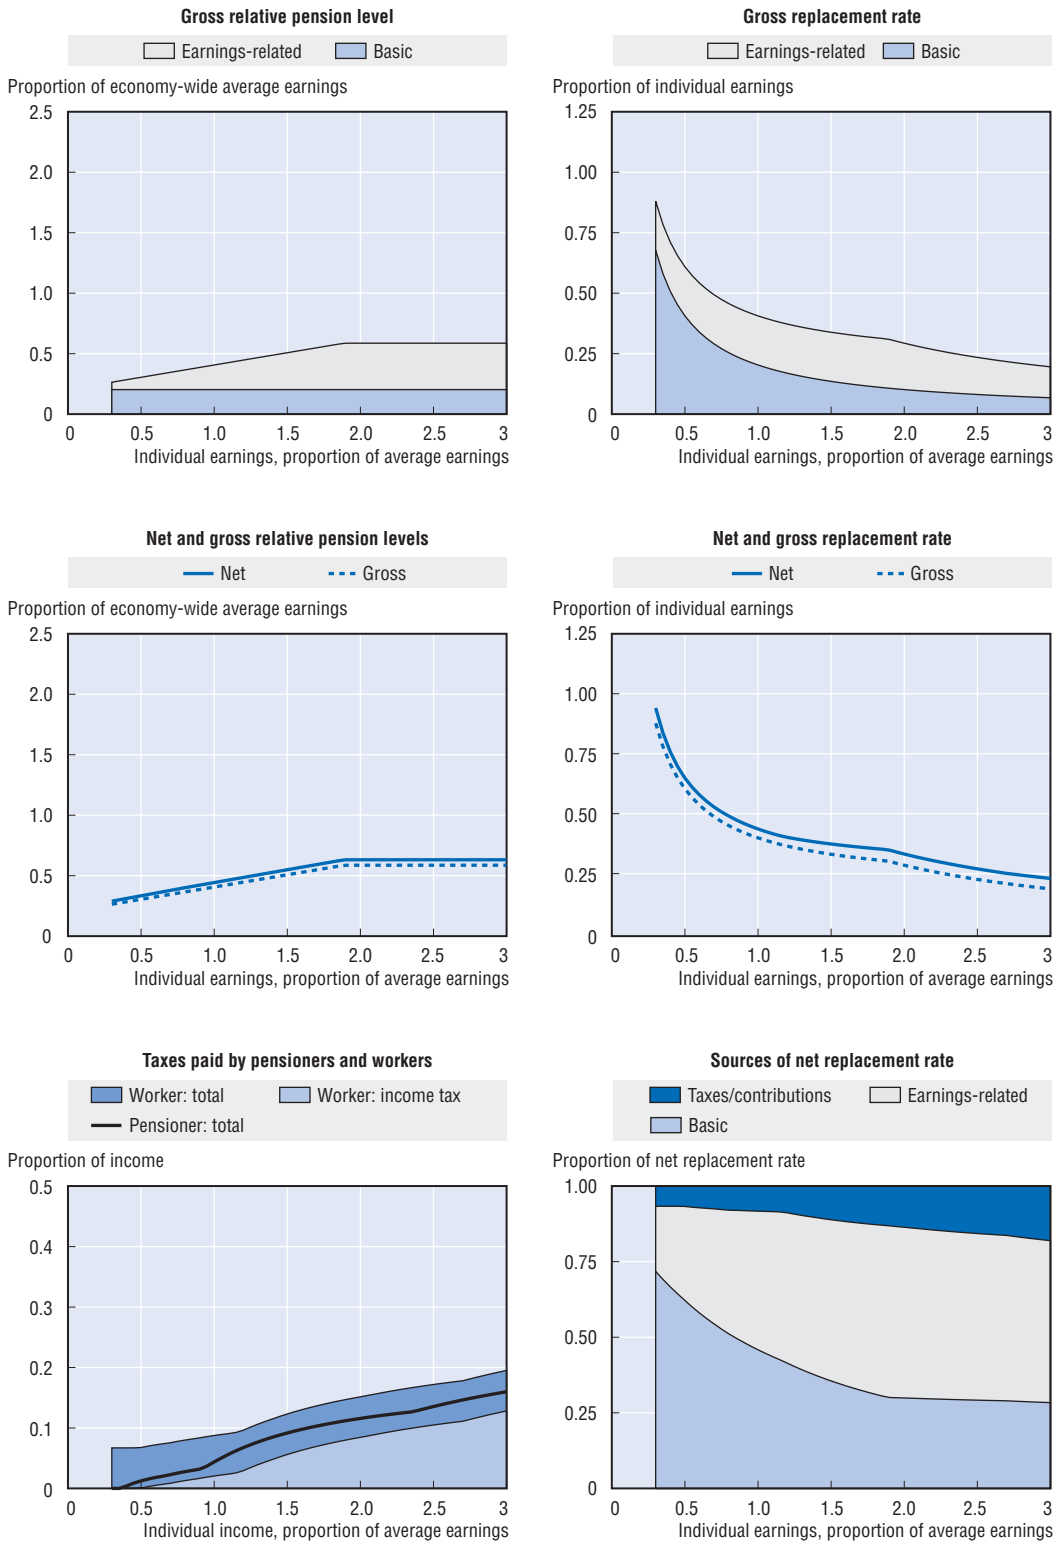 Gross relative pension level
Earnings-related Basic
Proportion of economy-wide average earnings
2.5
2.0
1.5
1.0
0.5
0
0 0.5 1.0 1.5 2.0 2.5 3
Individual earnings, proportion of average earnings
Gross replacement rate
Earnings-related Basic
Proportion of individual earnings
1.25
1.00
0.75
0.50
0.25
0
0 0.5 1.0 1.5 2.0 2.5 3
Individual earnings, proportion of average earnings
Net and gross relative pension levels
Net Gross
Proportion of economy-wide average earnings
2.5
2.0
1.5
1.0
0.5
0
0 0.5 1.0 1.5 2.0 2.5 3
Individual earnings, proportion of average earnings
Net and gross replacement rate
Net Gross
Proportion of individual earnings
1.25
1.00
0.75
0.50
0.25
0
0 0.5 1.0 1.5 2.0 2.5 3
Individual earnings, proportion of average earnings
Taxes paid by pensioners and workers
Worker: total Worker: income tax
Pensioner: total
Proportion of income
0.5
0.4
0.3
0.2
0.1
0
0 0.5 1.0 1.5 2.0 2.5 3
Individual income, proportion of average earnings
Sources of net replacement rate
Taxes/contributions Earnings-related
Basic
Proportion of net replacement rate
1.00
0.75
0.50
0.25
0
0 0.5 1.0 1.5 2.0 2.5 3
Individual earnings, proportion of average earnings